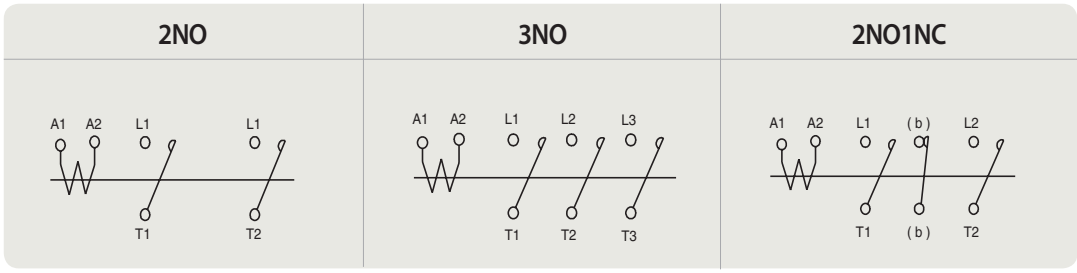 2NO
3NO
2NO1NC
A1 A2 L1 L1
T1 T2
A1 A2 L1 L2 L3
T1 T2 T3
A1 A2 L1 ( b ) L2
T1 ( b ) T2